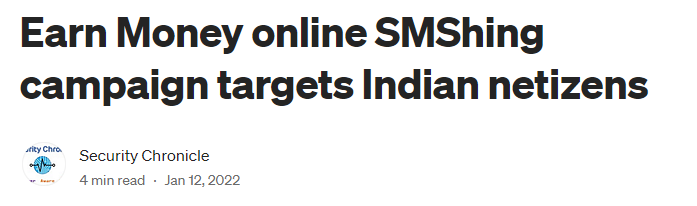 Earn Money online SMShing
campaign targets Indian netizens
Security Chronicle
4 min read · Jan 12, 2022